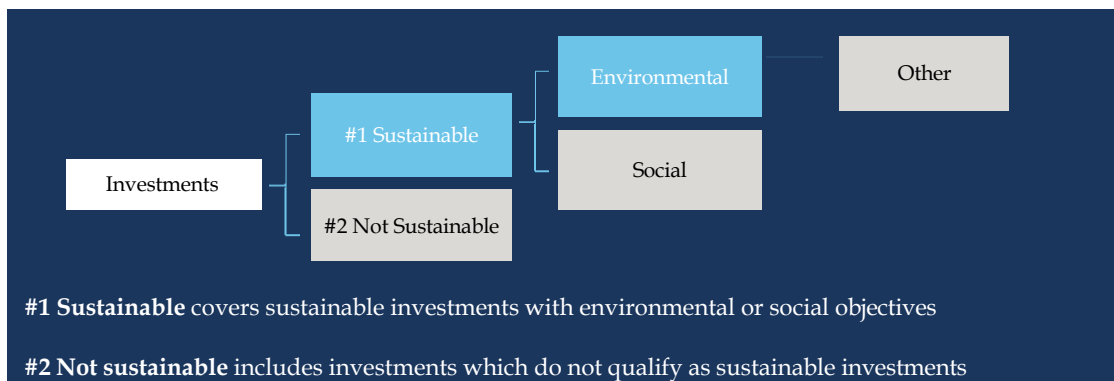 Environmental
Other
#1 Sustainable
Social
Investments
#2 Not Sustainable
#1 Sustainable covers sustainable investments with environmental or social objectives
#2 Not sustainable includes investments which do not qualify as sustainable investments